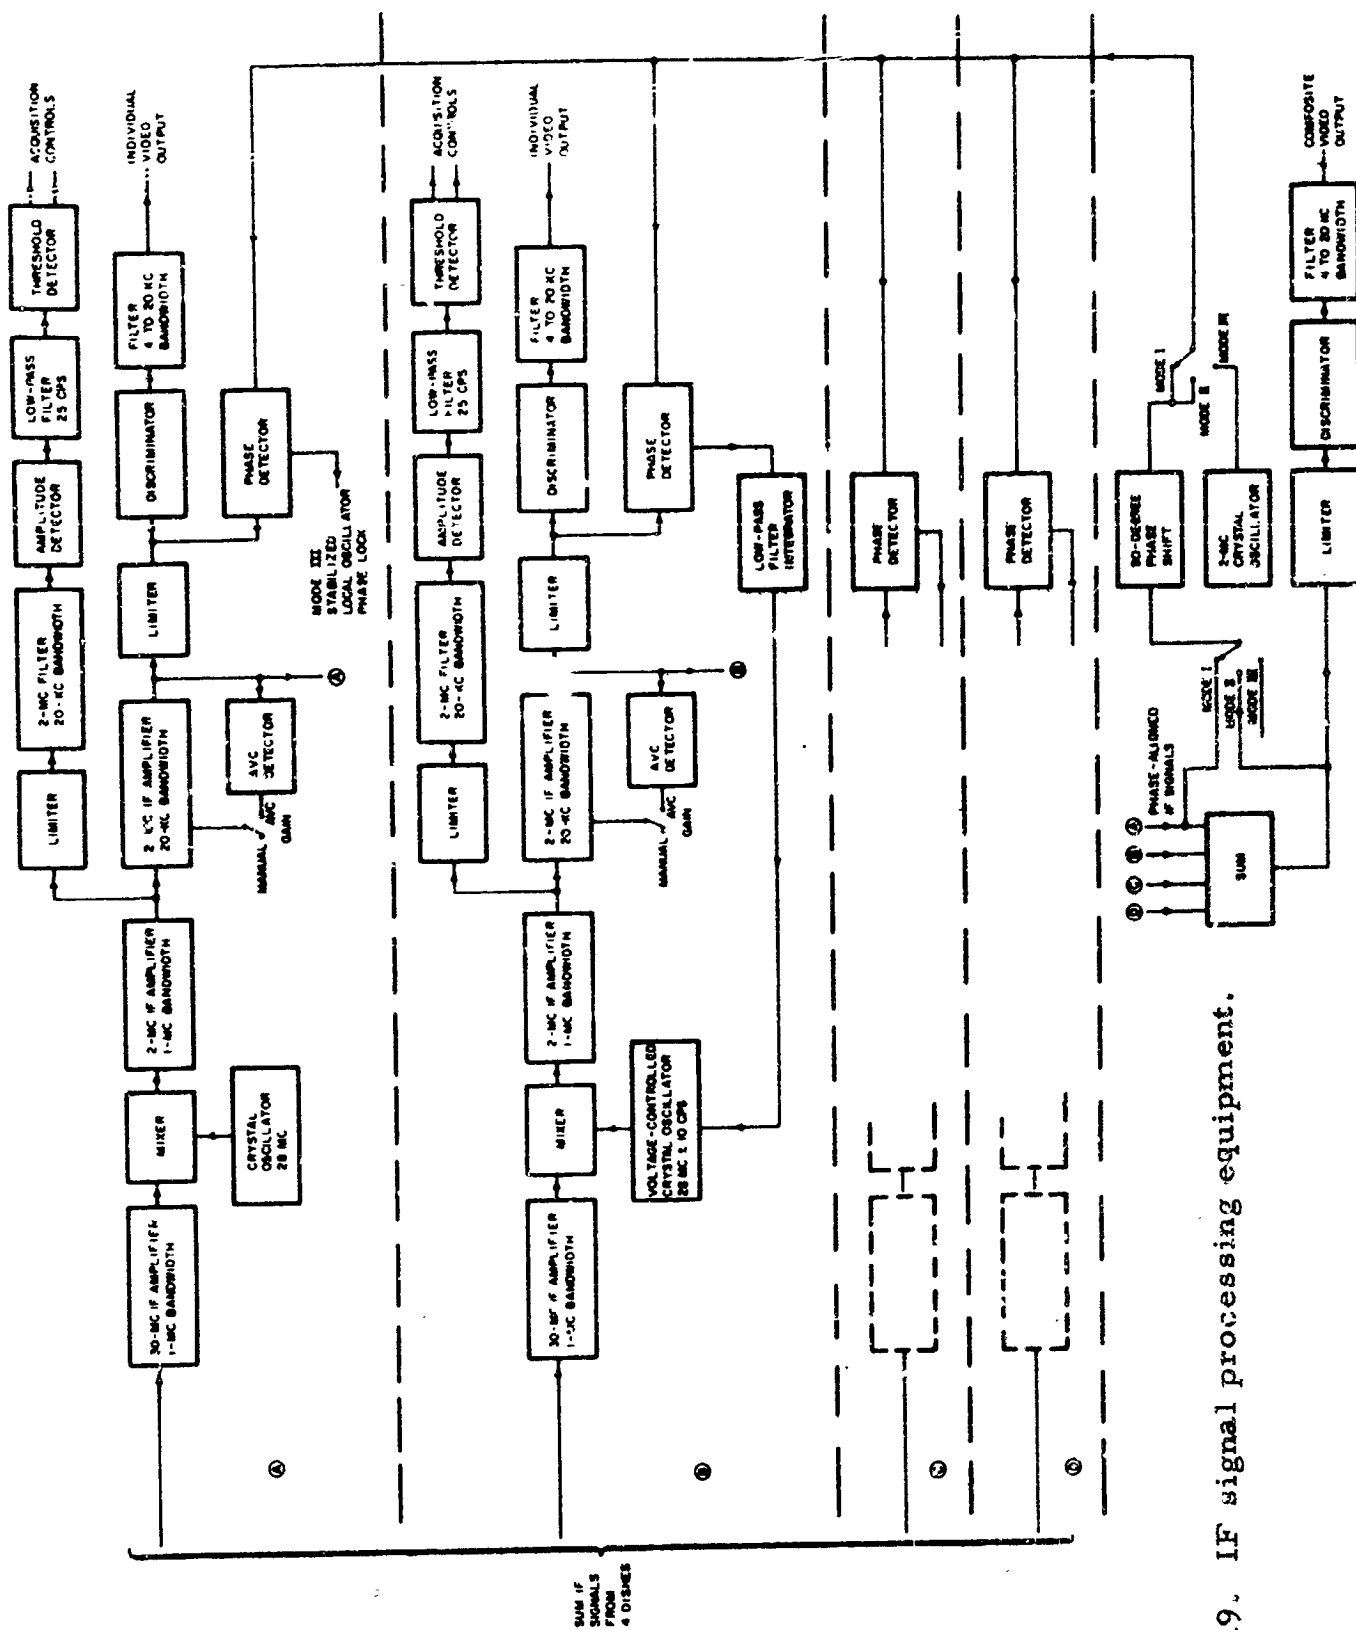 SUM IF
SIGNALS
FROM
4 DISHES
30-MC IF AMPLIFIER
1-MC BANDWIDTH
MIXER
CRYSTAL
OSCILLATOR
28 MC
2-MC IF AMPLIFIER
1-MC BANDWIDTH
LIMITER
2-MC FILTER
20-KC BANDWIDTH
AMPLITUDE
DETECTOR
LOW-PASS
FILTER
25 CPS
THRESHOLD
DETECTOR
ACQUISITION
CONTROLS
IF AMPLIFIER
20-KC BANDWIDTH
MANUAL
AVC
GAIN
AVC
DETECTOR
A
LIMITER
DISCRIMINATOR
FILTER
4 TO 20 KC
BANDWIDTH
INDIVIDUAL
VIDEO
OUTPUT
PHASE
DETECTOR
MODE III
STABILIZED
LOCAL OSCILLATOR
PHASE LOCK
A
IF AMPLIFIER
BANDWIDTH
MIXER
VOLTAGE-CONTROLLED
CRYSTAL OSCILLATOR
28 MC ± 10 CPS
2-MC IF AMPLIFIER
1-MC BANDWIDTH
LIMITER
2-MC FILTER
20-KC BANDWIDTH
AMPLITUDE
DETECTOR
LOW-PASS
FILTER
25 CPS
THRESHOLD
DETECTOR
ACQUISITION
CONTROLS
2-MC IF AMPLIFIER
20-KC BANDWIDTH
MANUAL
AVC
GAIN
AVC
DETECTOR
B
LIMITER
DISCRIMINATOR
FILTER
4 TO 20 KC
BANDWIDTH
INDIVIDUAL
VIDEO
OUTPUT
PHASE
DETECTOR
LOW-PASS
FILTER
INTEGRATOR
B
C
PHASE
DETECTOR
D
PHASE
DETECTOR
D C B A
PHASE-ALIGNED
IF SIGNALS
SUM
MODE I
MODE II
MODE III
90-DEGREE
PHASE
SHIFT
2-MC
CRYSTAL
OSCILLATOR
MODE I
MODE II
MODE III
LIMITER
DISCRIMINATOR
FILTER
4 TO 20 KC
BANDWIDTH
COMPOSITE
VIDEO
OUTPUT
9. IF signal processing equipment.